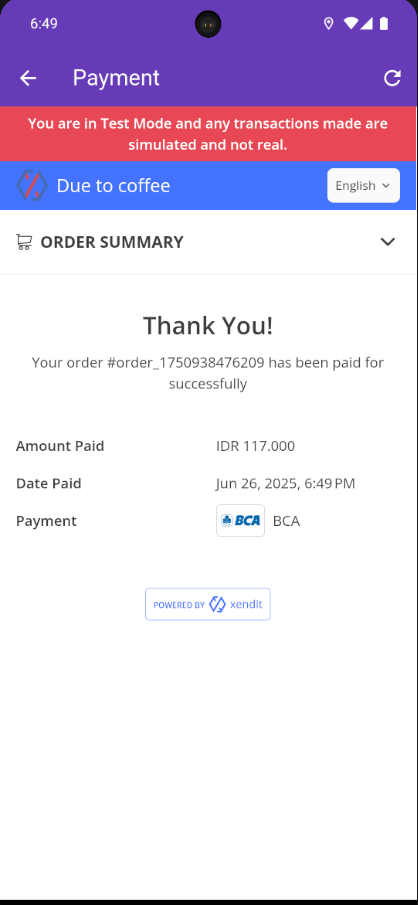 6:49
Payment
You are in Test Mode and any transactions made are
simulated and not real.
Due to coffee
English
ORDER SUMMARY
Thank You!
Your order #order_1750938476209 has been paid for
successfully
Amount Paid IDR 117.000
Date Paid Jun 26, 2025, 6:49 PM
Payment BCA BCA
POWERED BY xendit